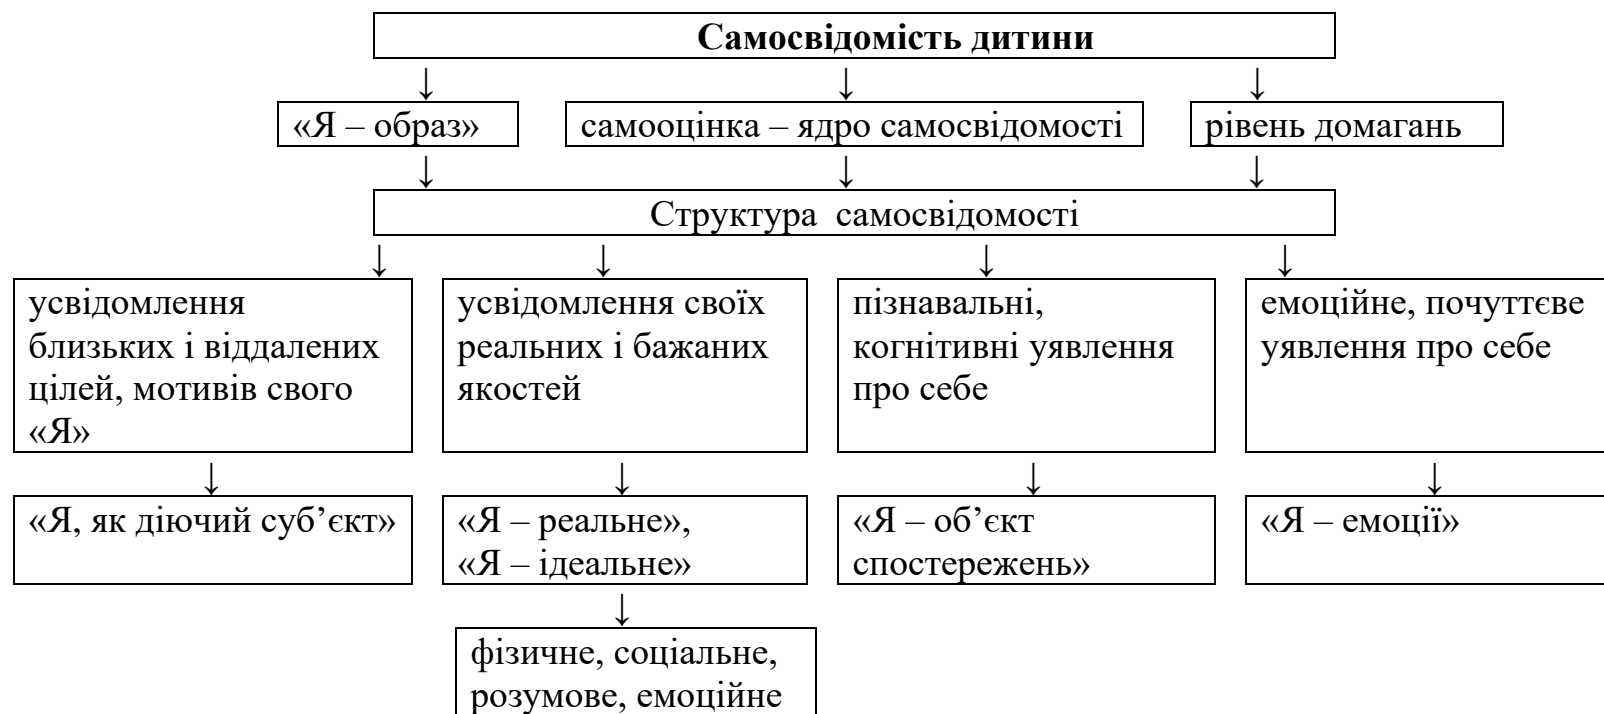 Самосвідомість дитини
↓ ↓ ↓
«Я – образ»
самооцінка – ядро самосвідомості
рівень домагань
↓ ↓ ↓
Структура самосвідомості
↓ ↓ ↓ ↓
усвідомлення
близьких і віддалених
цілей, мотивів свого
«Я»
усвідомлення своїх
реальних і бажаних
якостей
пізнавальні,
когнітивні уявлення
про себе
емоційне, почуттєве
уявлення про себе
↓ ↓ ↓ ↓
«Я, як діючий суб’єкт»
«Я – реальне»,
«Я – ідеальне»
«Я – об’єкт
спостережень»
«Я – емоції»
↓
фізичне, соціальне,
розумове, емоційне